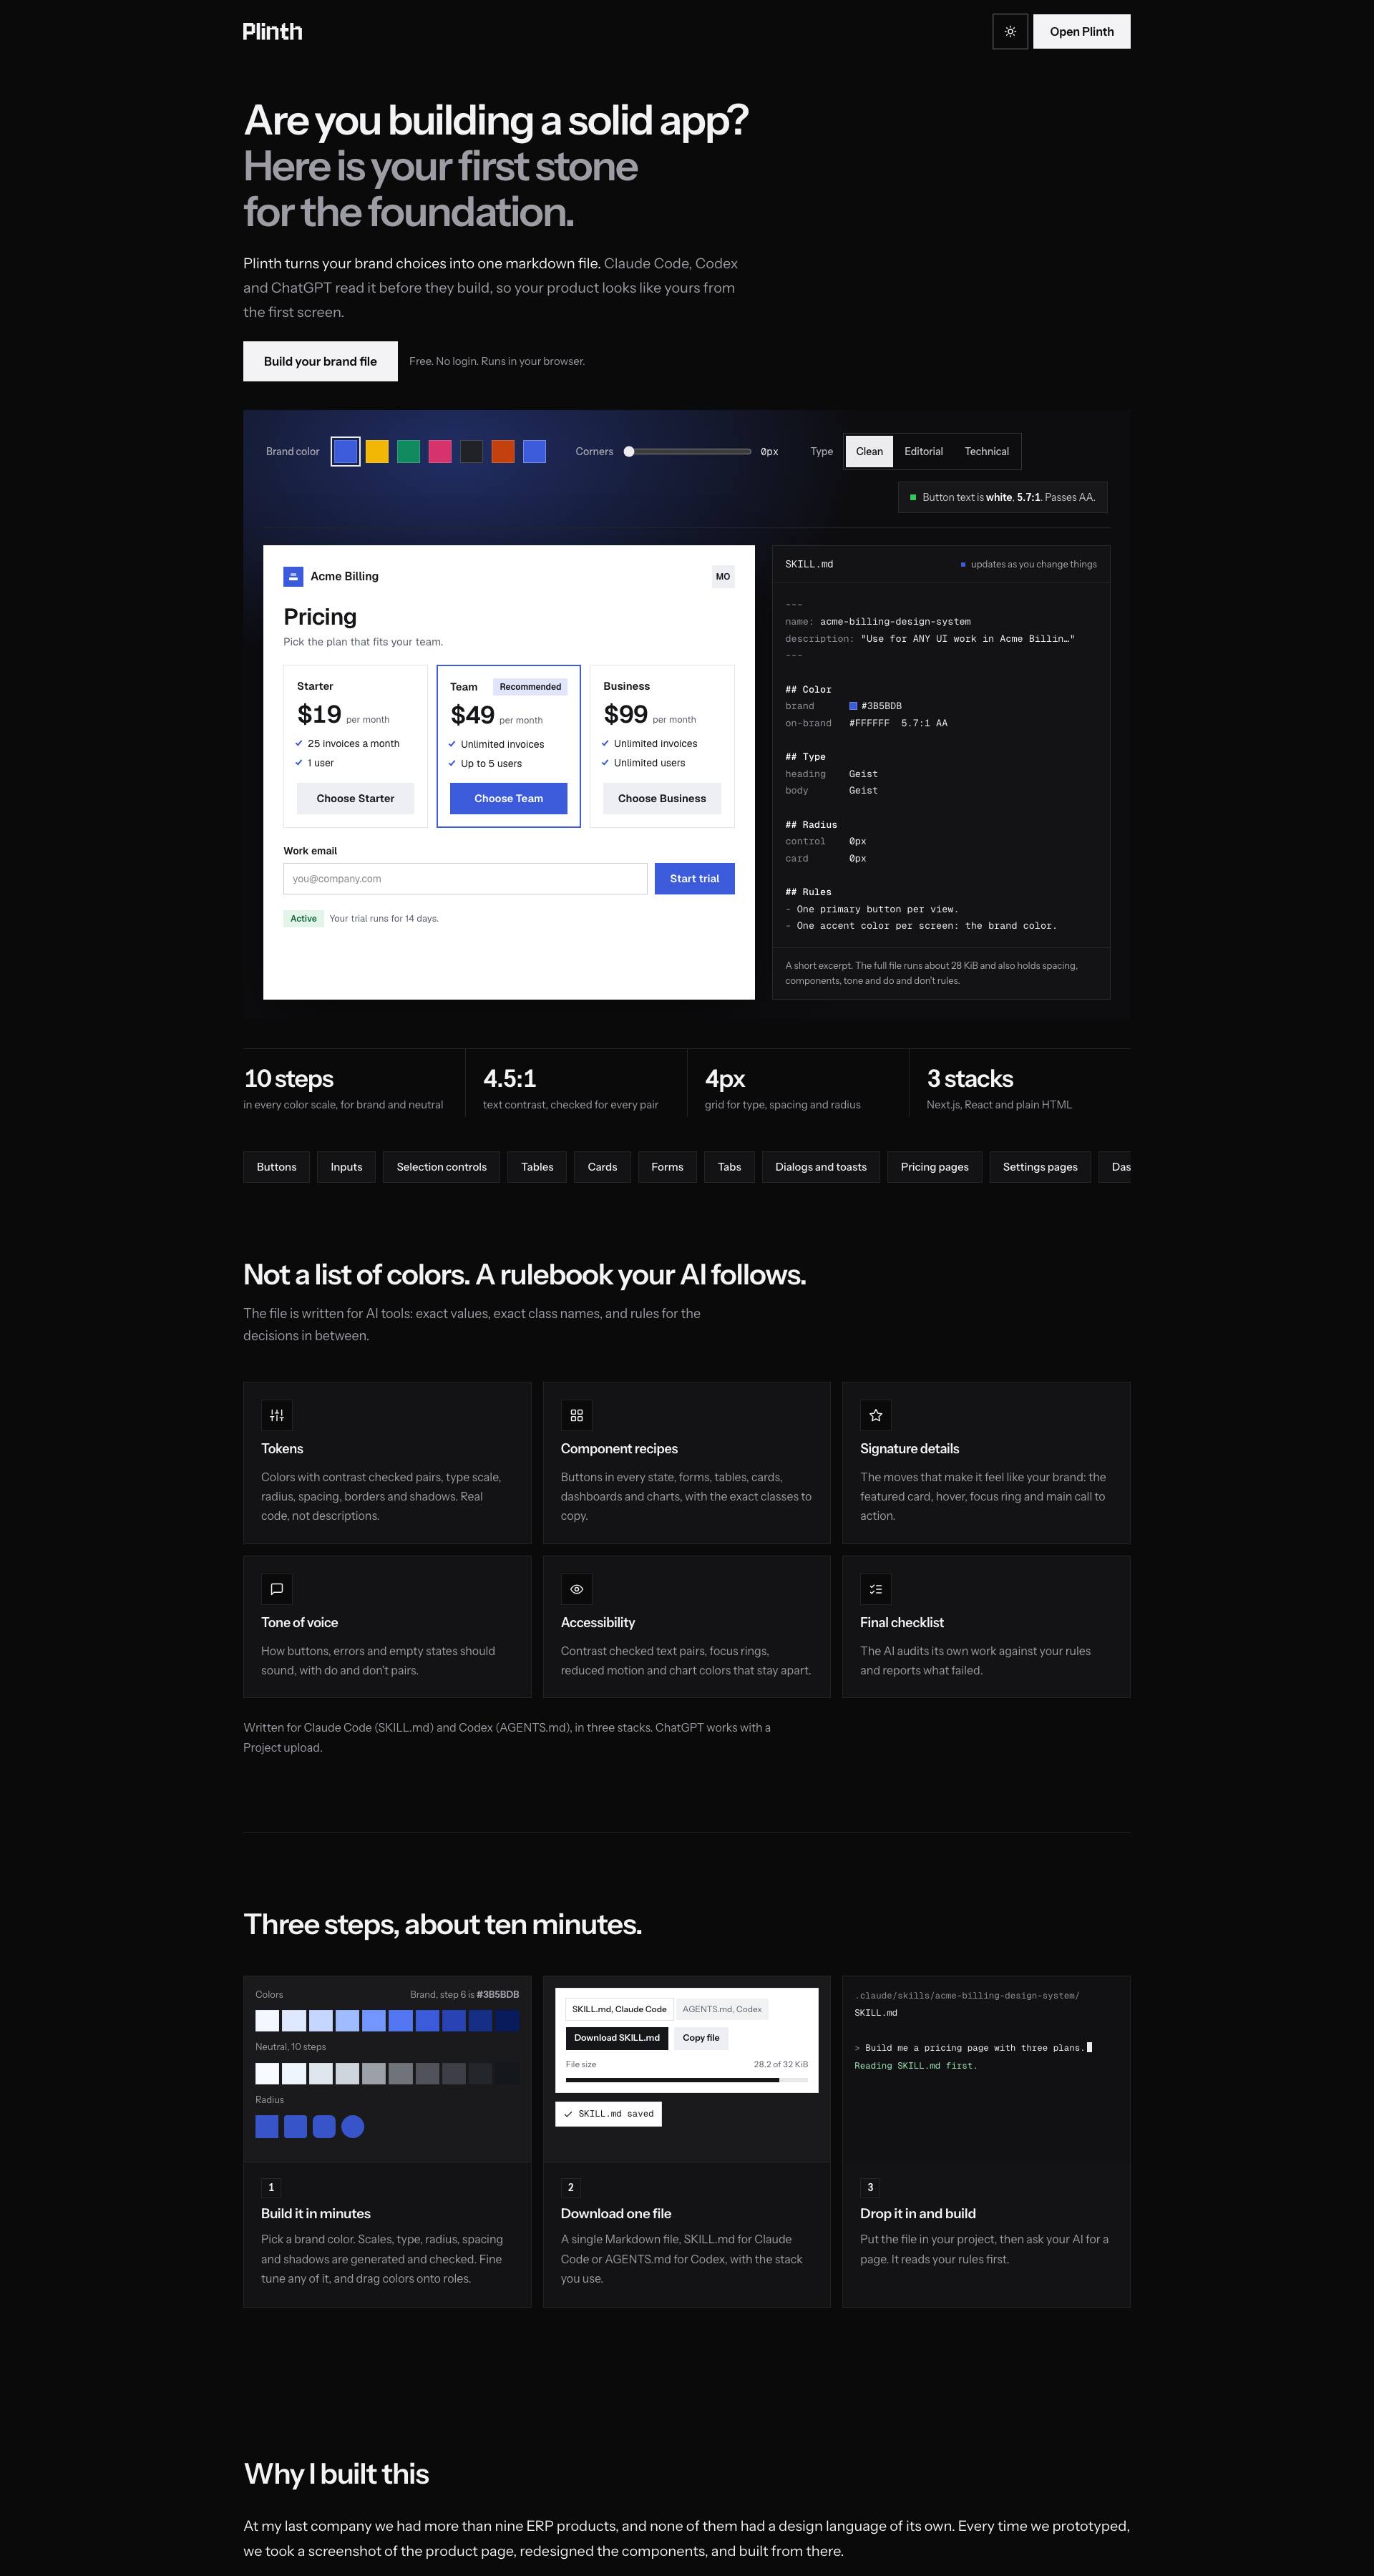 Plinth
Open Plinth
Are you building a solid app?
Here is your first stone
for the foundation.
Plinth turns your brand choices into one markdown file. Claude Code, Codex
and ChatGPT read it before they build, so your product looks like yours from
the first screen.
Build your brand file
Free. No login. Runs in your browser.
Brand color
Corners
0px
Type
Clean
Editorial
Technical
Button text is white, 5.7:1. Passes AA.
Acme Billing
MO
Pricing
Pick the plan that fits your team.
Starter
$19 per month
25 invoices a month
1 user
Choose Starter
Team
Recommended
$49 per month
Unlimited invoices
Up to 5 users
Choose Team
Business
$99 per month
Unlimited invoices
Unlimited users
Choose Business
Work email
you@company.com
Start trial
Active
Your trial runs for 14 days.
SKILL.md
updates as you change things
---
name: acme-billing-design-system
description: "Use for ANY UI work in Acme Billin…"
---
## Color
brand #3B5BDB
on-brand #FFFFFF 5.7:1 AA
## Type
heading Geist
body Geist
## Radius
control 0px
card 0px
## Rules
- One primary button per view.
- One accent color per screen: the brand color.
A short excerpt. The full file runs about 28 KiB and also holds spacing,
components, tone and do and don't rules.
10 steps
in every color scale, for brand and neutral
4.5:1
text contrast, checked for every pair
4px
grid for type, spacing and radius
3 stacks
Next.js, React and plain HTML
Buttons
Inputs
Selection controls
Tables
Cards
Forms
Tabs
Dialogs and toasts
Pricing pages
Settings pages
Das
Not a list of colors. A rulebook your AI follows.
The file is written for AI tools: exact values, exact class names, and rules for the
decisions in between.
Tokens
Colors with contrast checked pairs, type scale,
radius, spacing, borders and shadows. Real
code, not descriptions.
Component recipes
Buttons in every state, forms, tables, cards,
dashboards and charts, with the exact classes to
copy.
Signature details
The moves that make it feel like your brand: the
featured card, hover, focus ring and main call to
action.
Tone of voice
How buttons, errors and empty states should
sound, with do and don't pairs.
Accessibility
Contrast checked text pairs, focus rings,
reduced motion and chart colors that stay apart.
Final checklist
The AI audits its own work against your rules
and reports what failed.
Written for Claude Code (SKILL.md) and Codex (AGENTS.md), in three stacks. ChatGPT works with a
Project upload.
Three steps, about ten minutes.
Colors
Brand, step 6 is #3B5BDB
Neutral, 10 steps
Radius
1
Build it in minutes
Pick a brand color. Scales, type, radius, spacing
and shadows are generated and checked. Fine
tune any of it, and drag colors onto roles.
SKILL.md, Claude Code
AGENTS.md, Codex
Download SKILL.md
Copy file
File size
28.2 of 32 KiB
SKILL.md saved
2
Download one file
A single Markdown file, SKILL.md for Claude
Code or AGENTS.md for Codex, with the stack
you use.
.claude/skills/acme-billing-design-system/
SKILL.md
> Build me a pricing page with three plans.
Reading SKILL.md first.
3
Drop it in and build
Put the file in your project, then ask your AI for a
page. It reads your rules first.
Why I built this
At my last company we had more than nine ERP products, and none of them had a design language of its own. Every time we prototyped,
we took a screenshot of the product page, redesigned the components, and built from there.